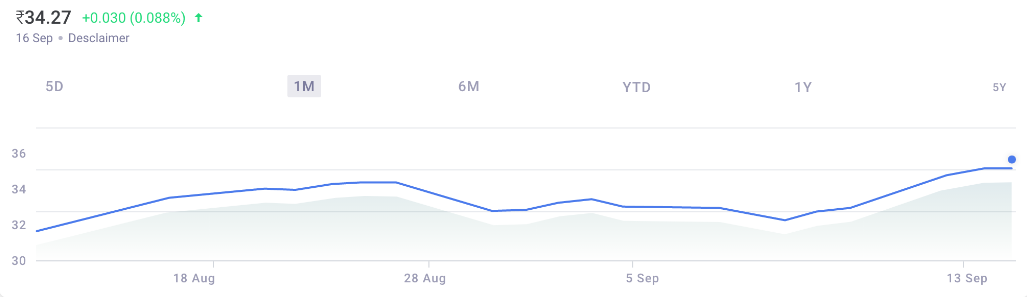 ₹34.27 +0.030 (0.088%) ↑
16 Sep • Desclaimer
5D 1M 6M YTD 1Y 5Y
36
34
32
30
18 Aug 28 Aug 5 Sep 13 Sep